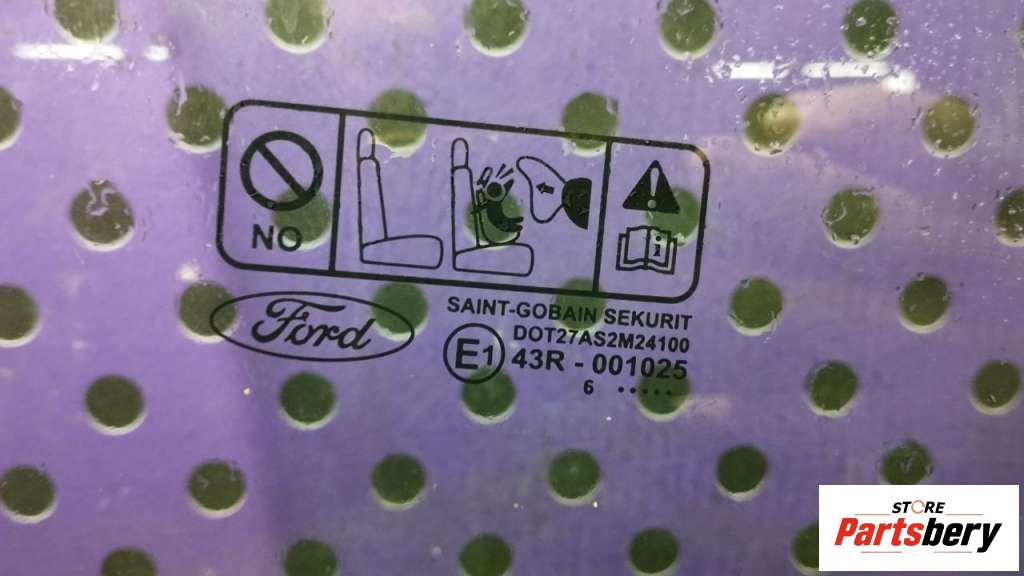 NO
Ford
SAINT-GOBAIN SEKURIT
DOT27AS2M24100
E1 43R - 001025
6 .....
STORE
Partsbery